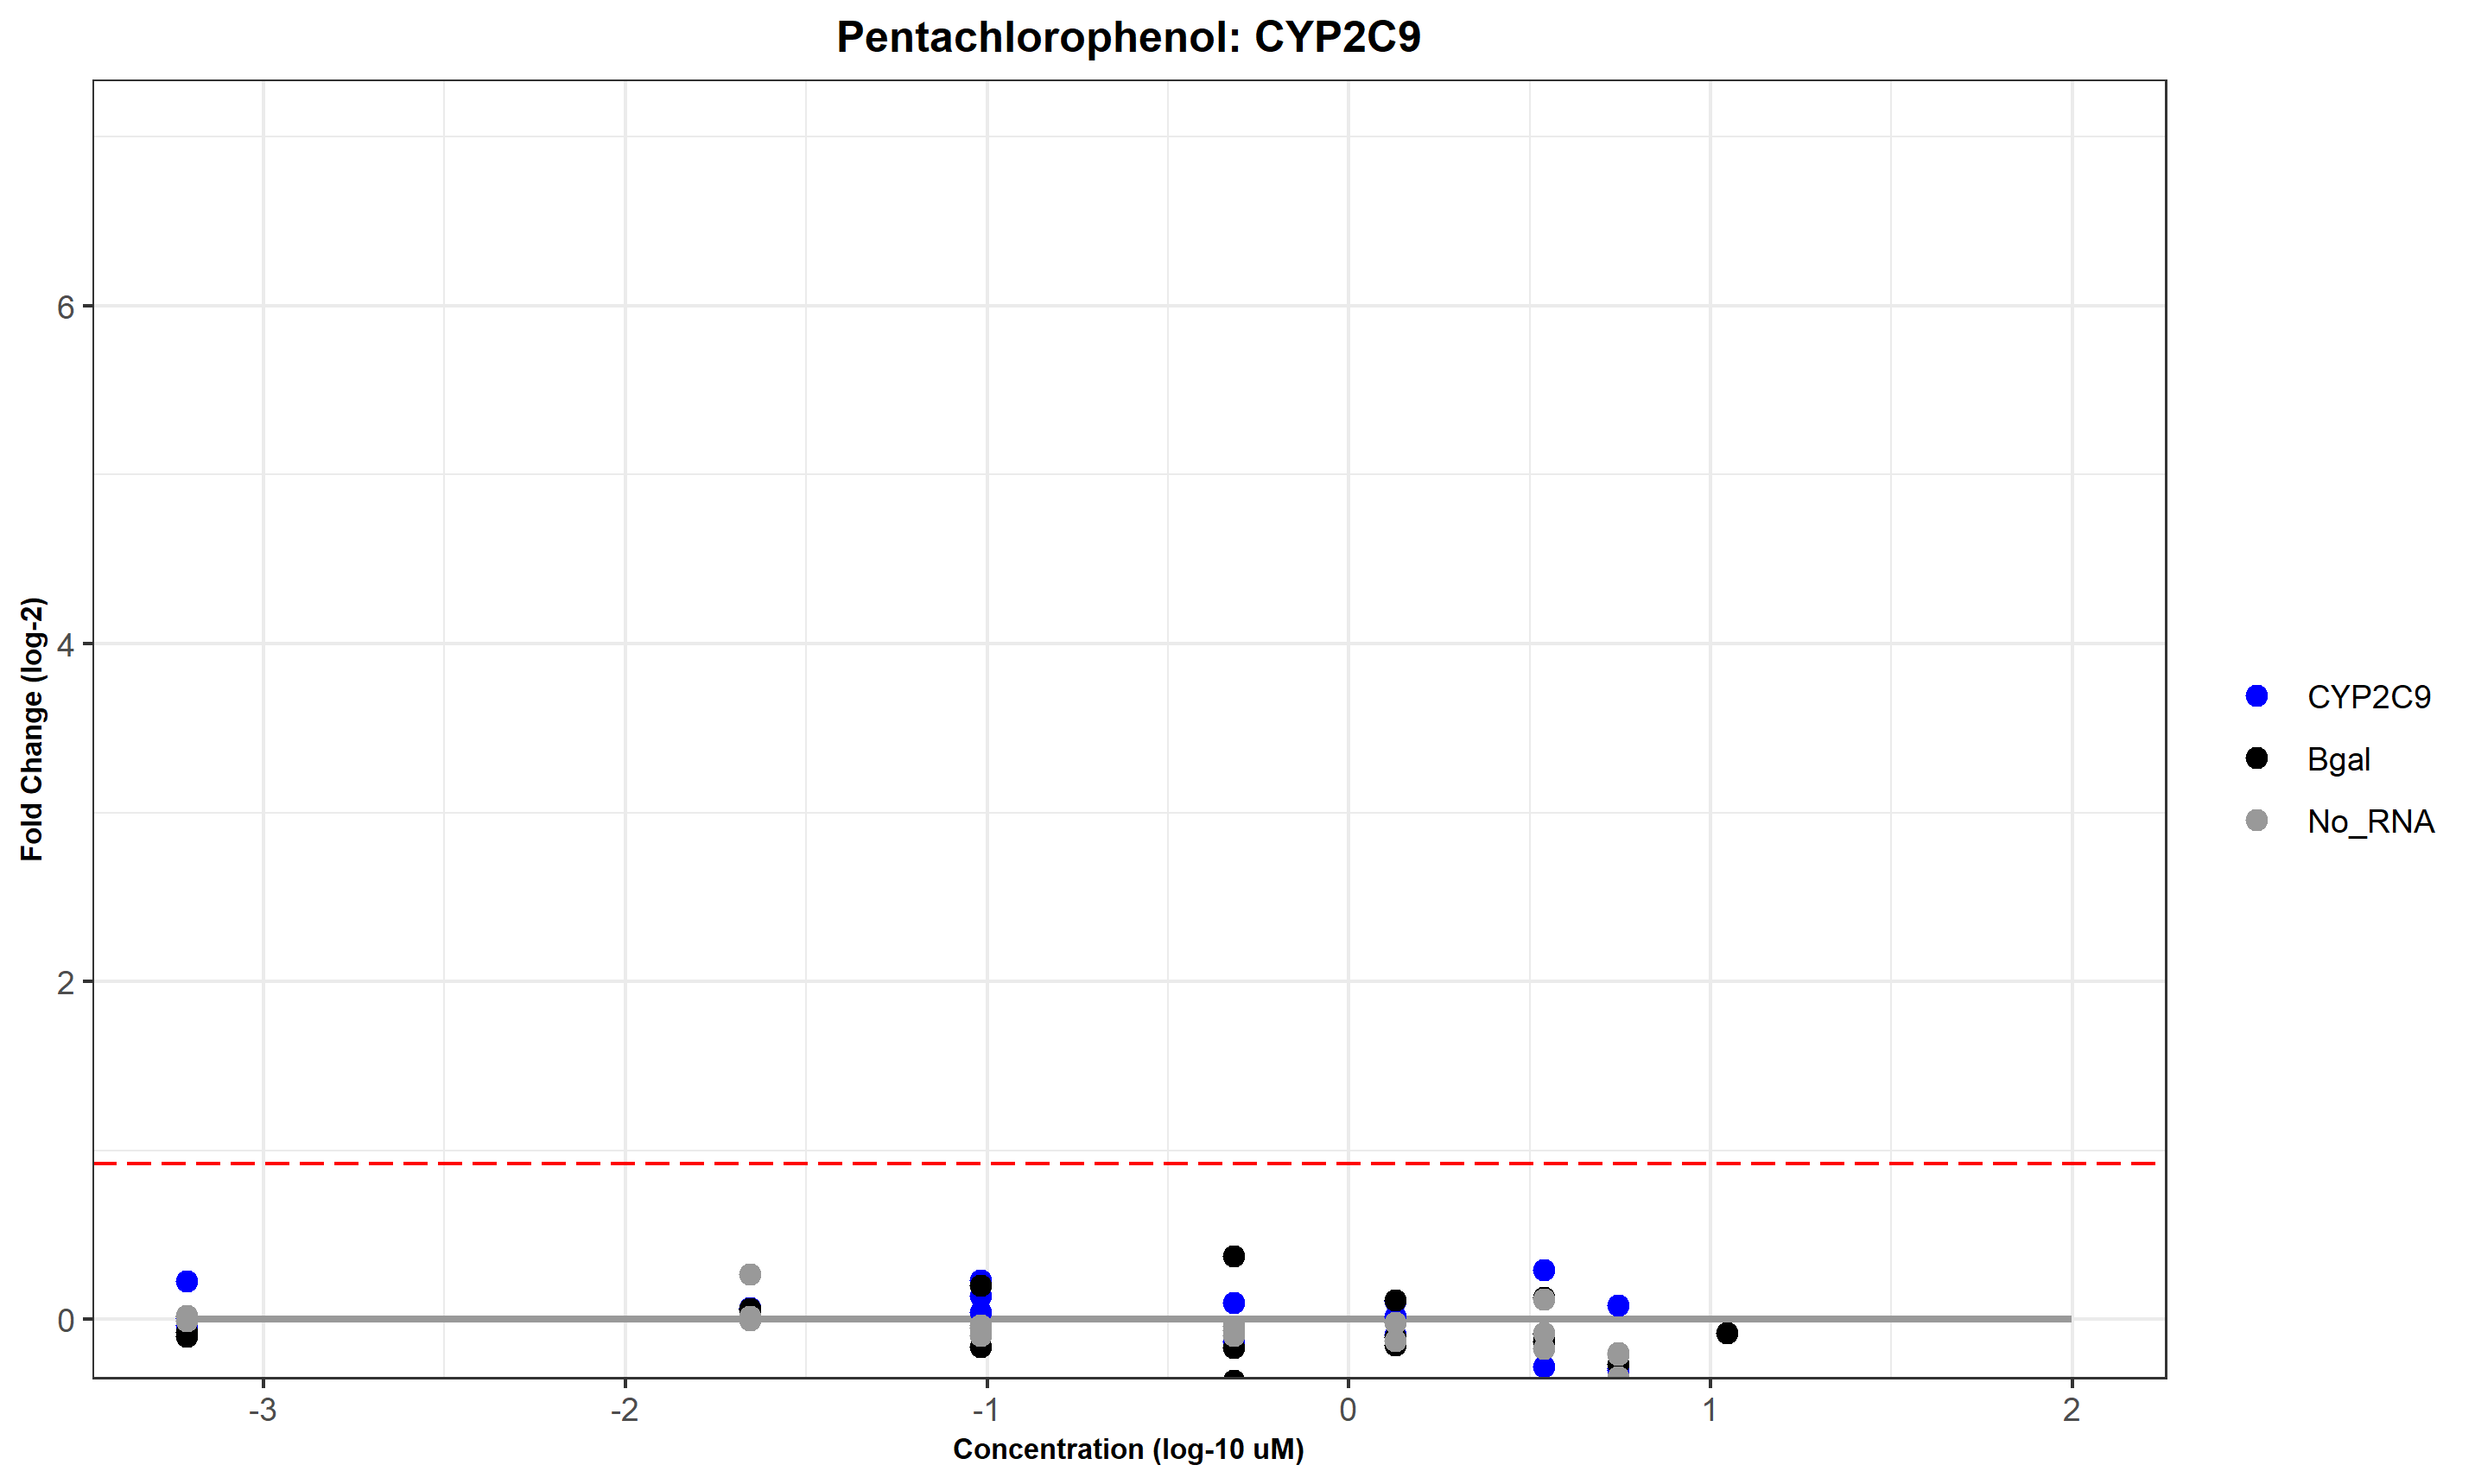 Pentachlorophenol: CYP2C9
Fold Change (log-2)
6
4
2
0
-3
-2
-1
0
1
2
Concentration (log-10 uM)
CYP2C9
Bgal
No_RNA